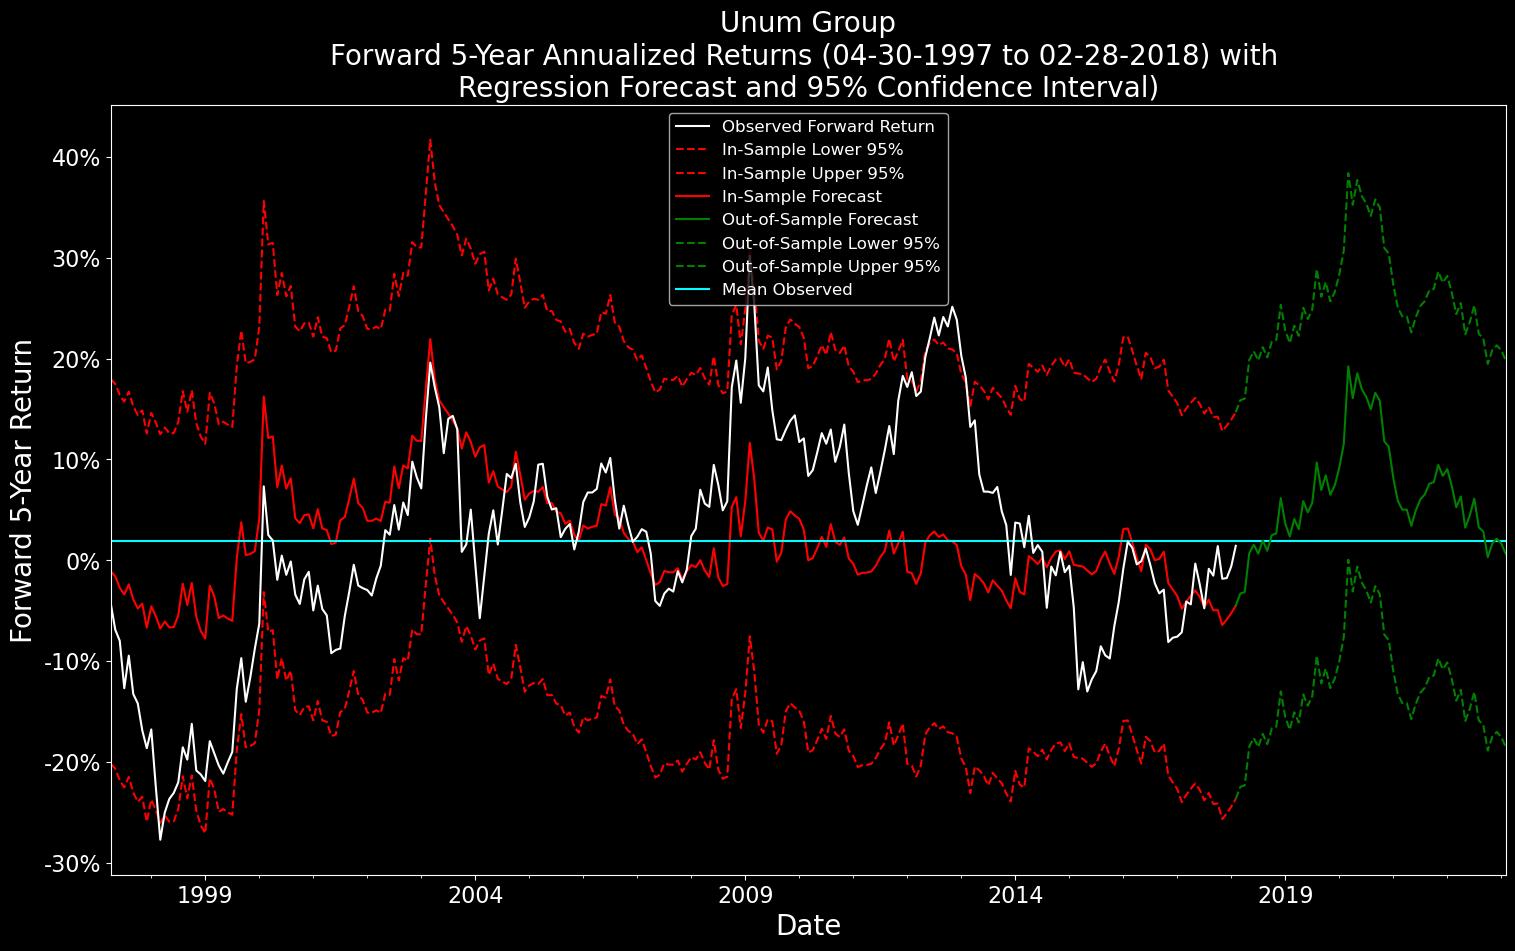 Unum Group
Forward 5-Year Annualized Returns (04-30-1997 to 02-28-2018) with
Regression Forecast and 95% Confidence Interval)
Observed Forward Return
In-Sample Lower 95%
In-Sample Upper 95%
In-Sample Forecast
Out-of-Sample Forecast
Out-of-Sample Lower 95%
Out-of-Sample Upper 95%
Mean Observed
Forward 5-Year Return
40%
30%
20%
10%
0%
-10%
-20%
-30%
1999
2004
2009
2014
2019
Date